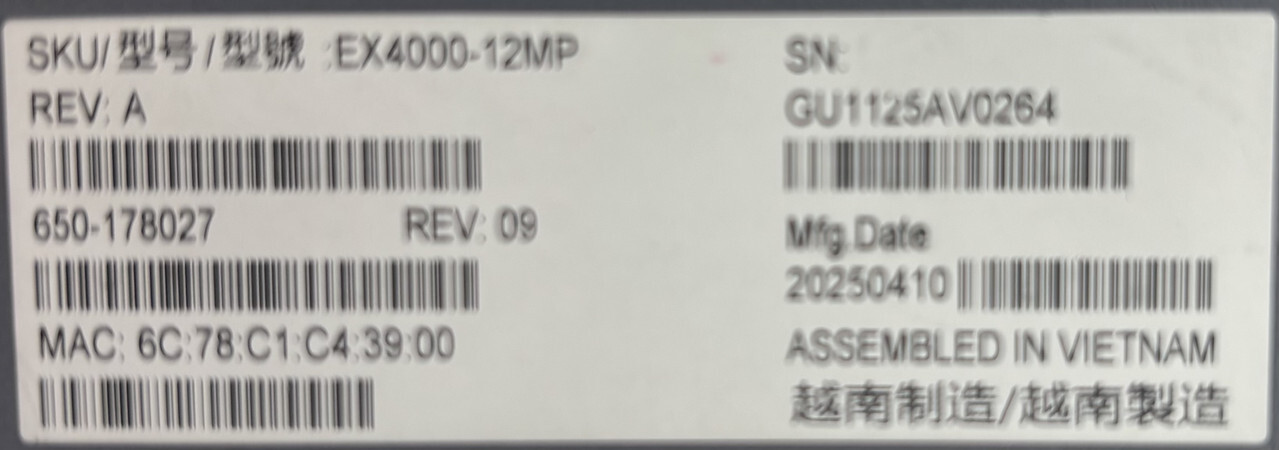 SKU/型号/型號 :EX4000-12MP
REV: A
650-178027 REV: 09
MAC: 6C:78:C1:C4:39:00
SN:
GU1125AV0264
Mfg.Date
20250410
ASSEMBLED IN VIETNAM
越南制造/越南製造